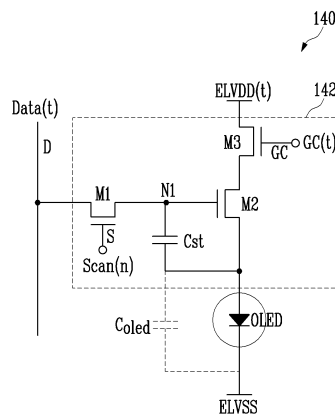 140
142
ELVDD(t)
Data(t)
D
M3
GC
GC(t)
M1
N1
M2
S
Cst
Scan(n)
Coled
OLED
ELVSS